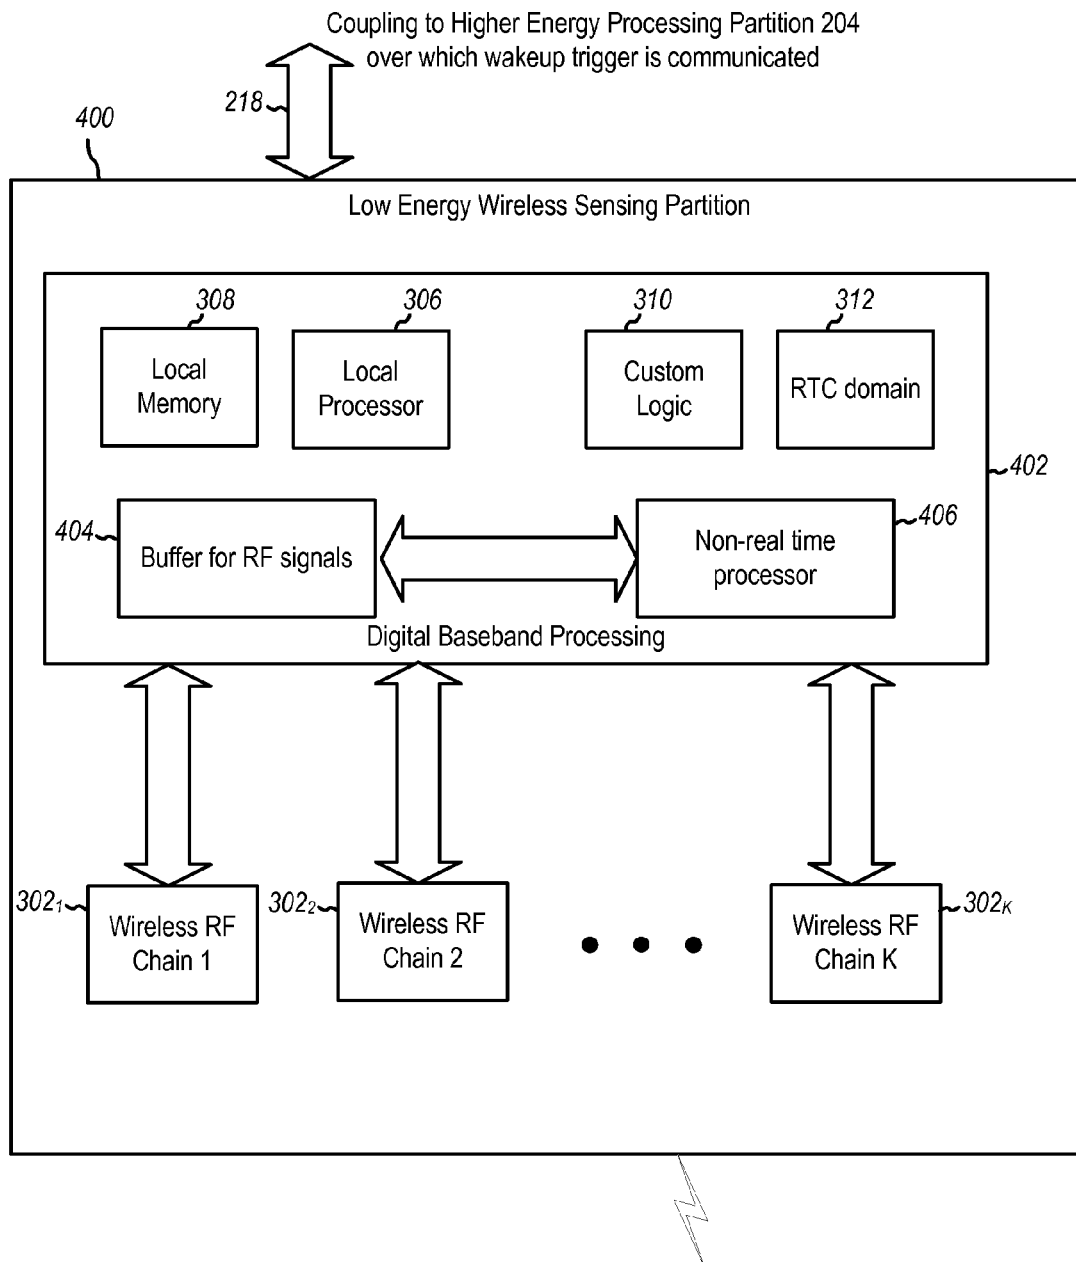 Coupling to Higher Energy Processing Partition 204
over which wakeup trigger is communicated
218
400
Low Energy Wireless Sensing Partition
308
306
310
312
Local
Memory
Local
Processor
Custom
Logic
RTC domain
402
404
406
Buffer for RF signals
Non-real time
processor
Digital Baseband Processing
302₁
Wireless RF
Chain 1
302₂
Wireless RF
Chain 2
302ₖ
Wireless RF
Chain K